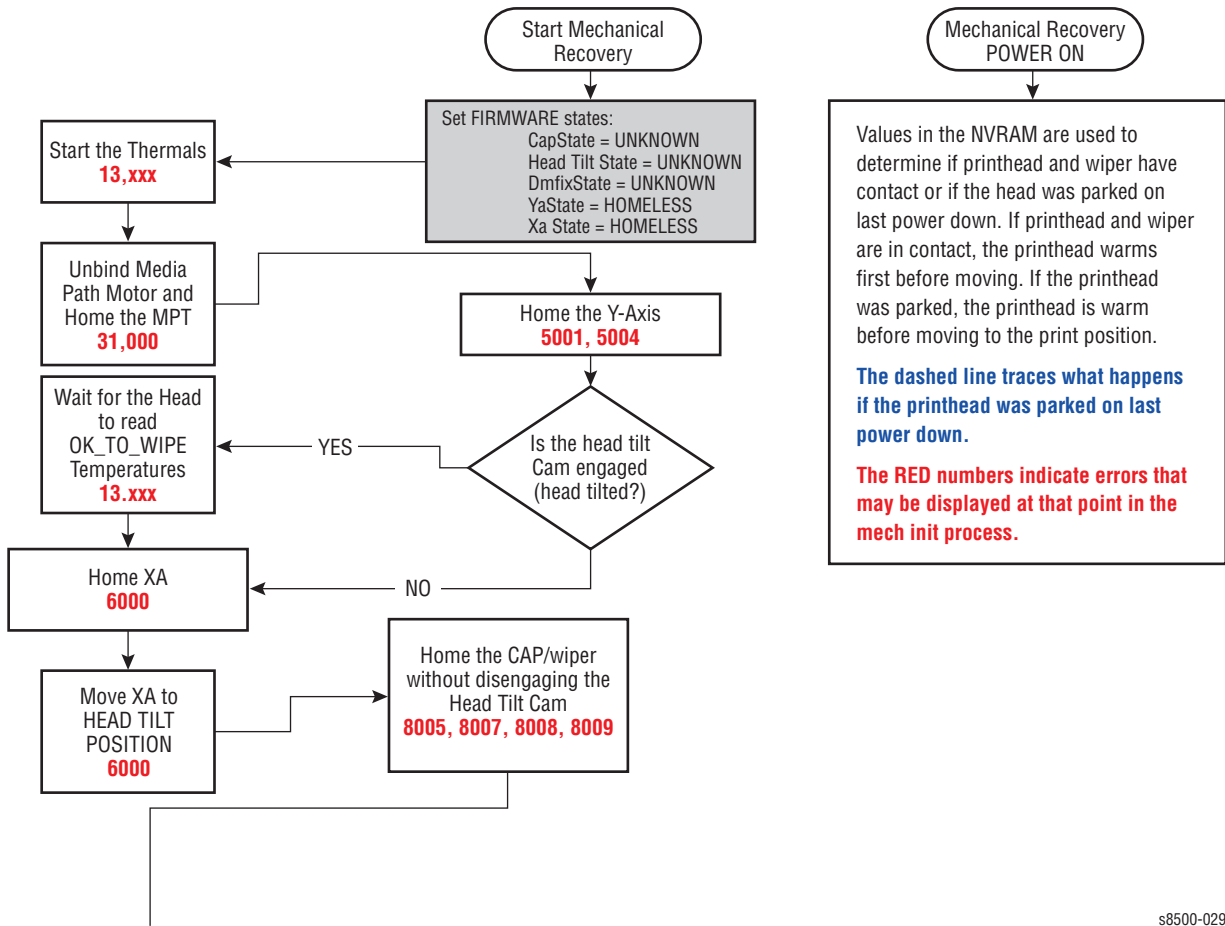 Start Mechanical
Recovery
Set FIRMWARE states:
CapState = UNKNOWN
Head Tilt State = UNKNOWN
DmfixState = UNKNOWN
YaState = HOMELESS
Xa State = HOMELESS
Start the Thermals
13,xxx
Unbind Media
Path Motor and
Home the MPT
31,000
Home the Y-Axis
5001, 5004
Is the head tilt
Cam engaged
(head tilted?)
YES
Wait for the Head
to read
OK_TO_WIPE
Temperatures
13.xxx
NO
Home XA
6000
Move XA to
HEAD TILT
POSITION
6000
Home the CAP/wiper
without disengaging the
Head Tilt Cam
8005, 8007, 8008, 8009
Mechanical Recovery
POWER ON
Values in the NVRAM are used to
determine if printhead and wiper have
contact or if the head was parked on
last power down. If printhead and wiper
are in contact, the printhead warms
first before moving. If the printhead
was parked, the printhead is warm
before moving to the print position.
The dashed line traces what happens
if the printhead was parked on last
power down.
The RED numbers indicate errors that
may be displayed at that point in the
mech init process.
s8500-029